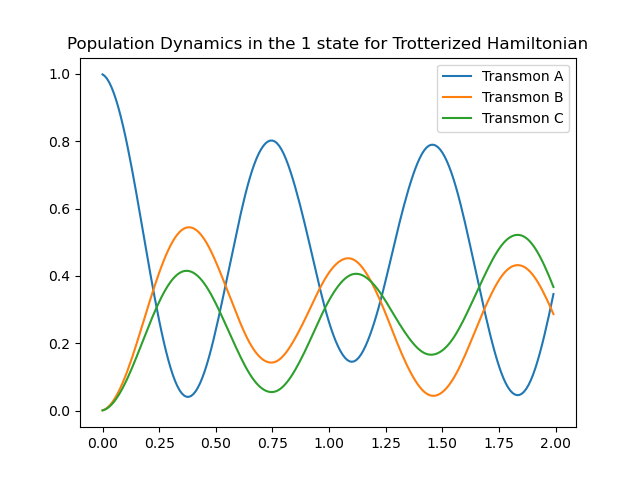 Population Dynamics in the 1 state for Trotterized Hamiltonian
Transmon A
Transmon B
Transmon C
1.0
0.8
0.6
0.4
0.2
0.0
0.00 0.25 0.50 0.75 1.00 1.25 1.50 1.75 2.00